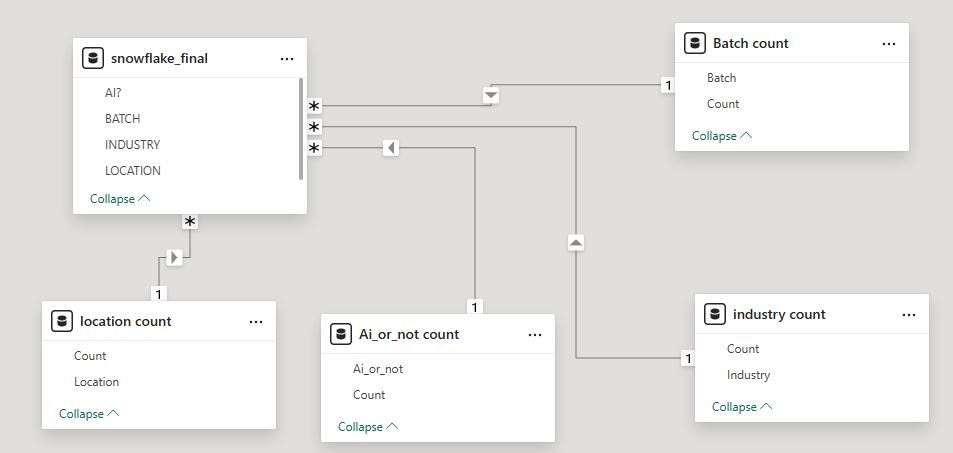 snowflake_final
AI?
BATCH
INDUSTRY
LOCATION
Collapse
Batch count
Batch
Count
Collapse
location count
Count
Location
Collapse
Ai_or_not count
Ai_or_not
Count
Collapse
industry count
Count
Industry
Collapse
*
*
*
*
1
1
1
1